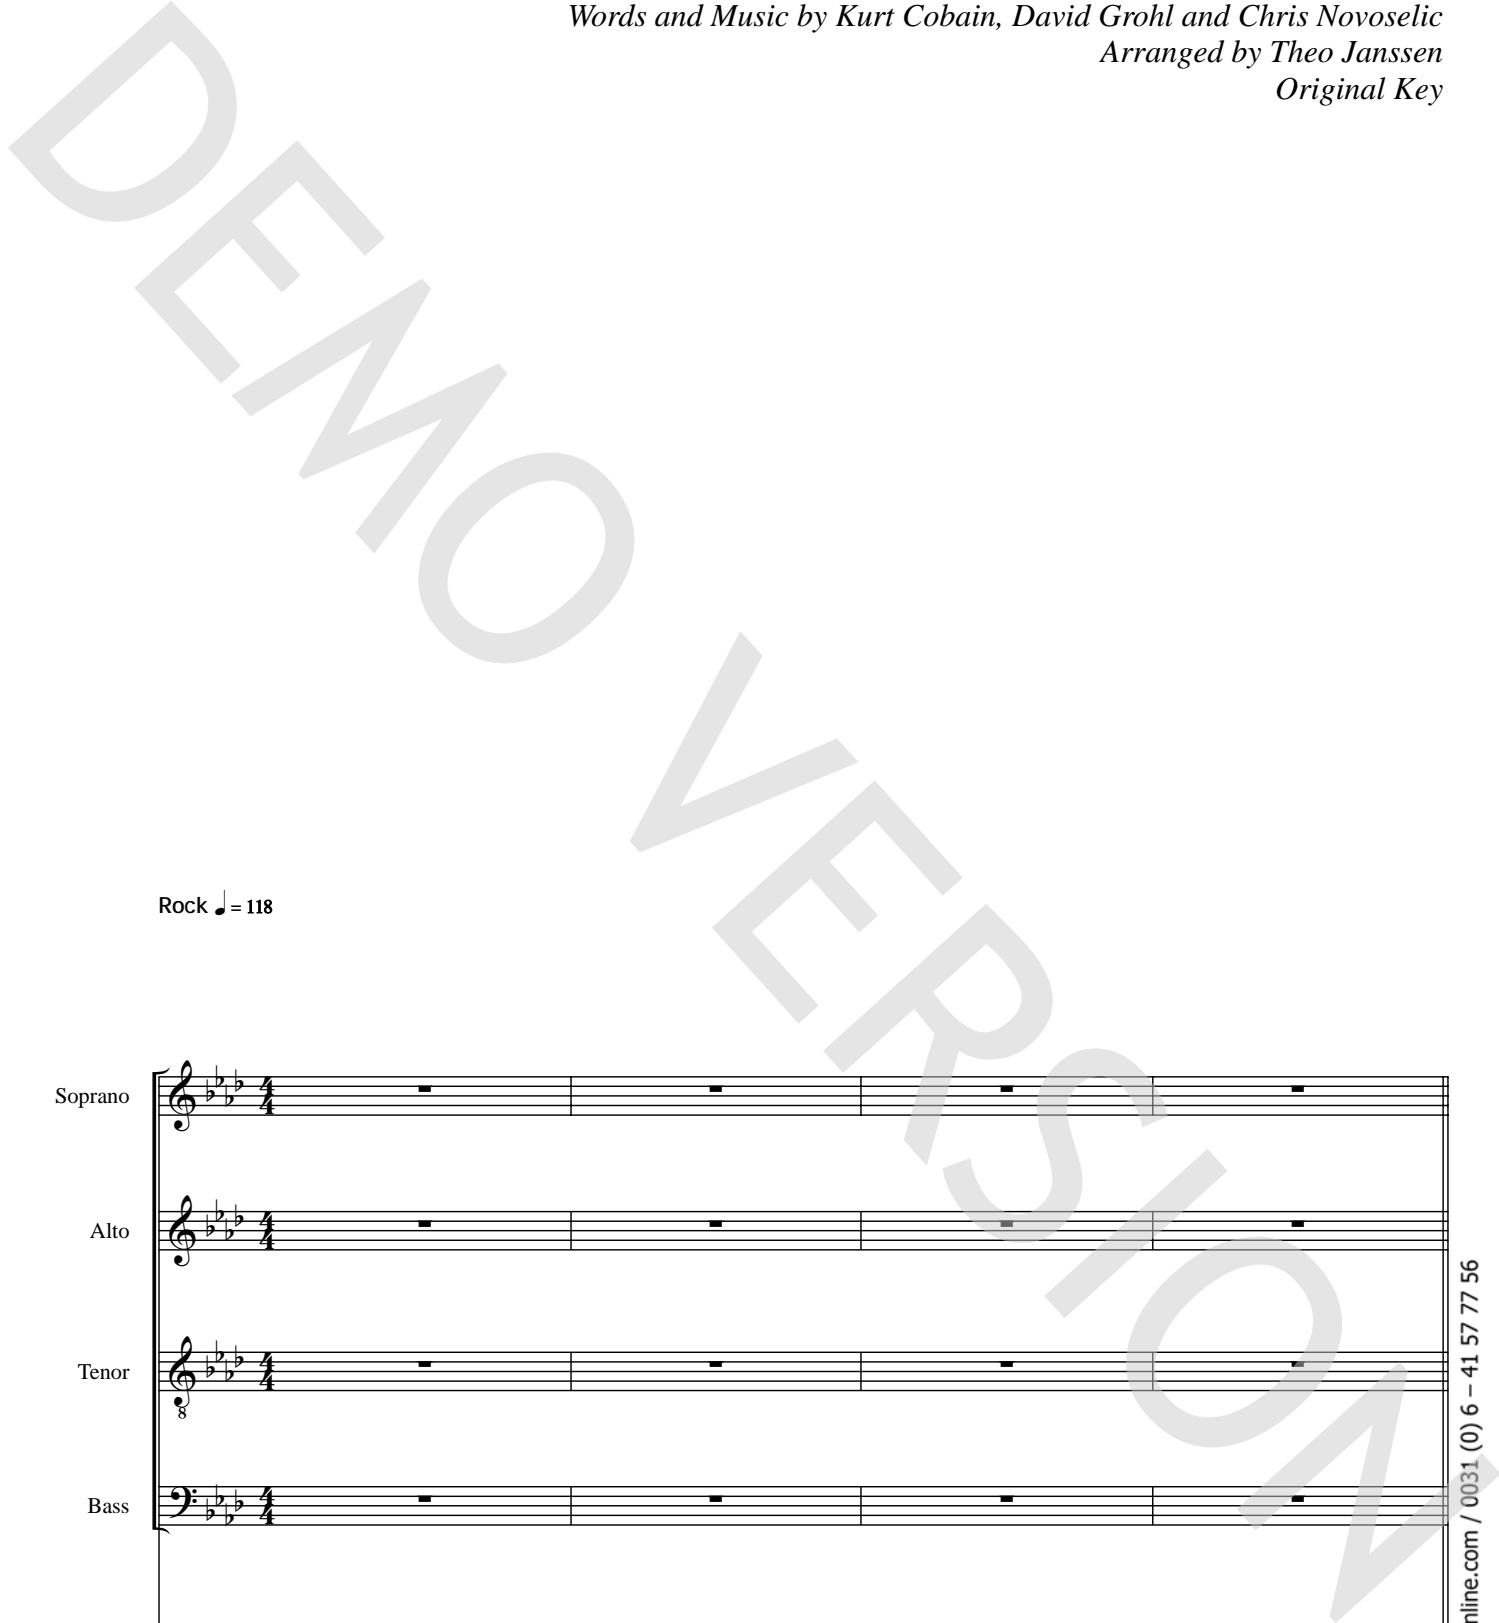 Words and Music by Kurt Cobain, David Grohl and Chris Novoselic
Arranged by Theo Janssen
Original Key
DEMO VERSION
Rock ♩ = 118
Soprano
Alto
Tenor
8
Bass
nline.com / 0031 (0) 6 – 41 57 77 56